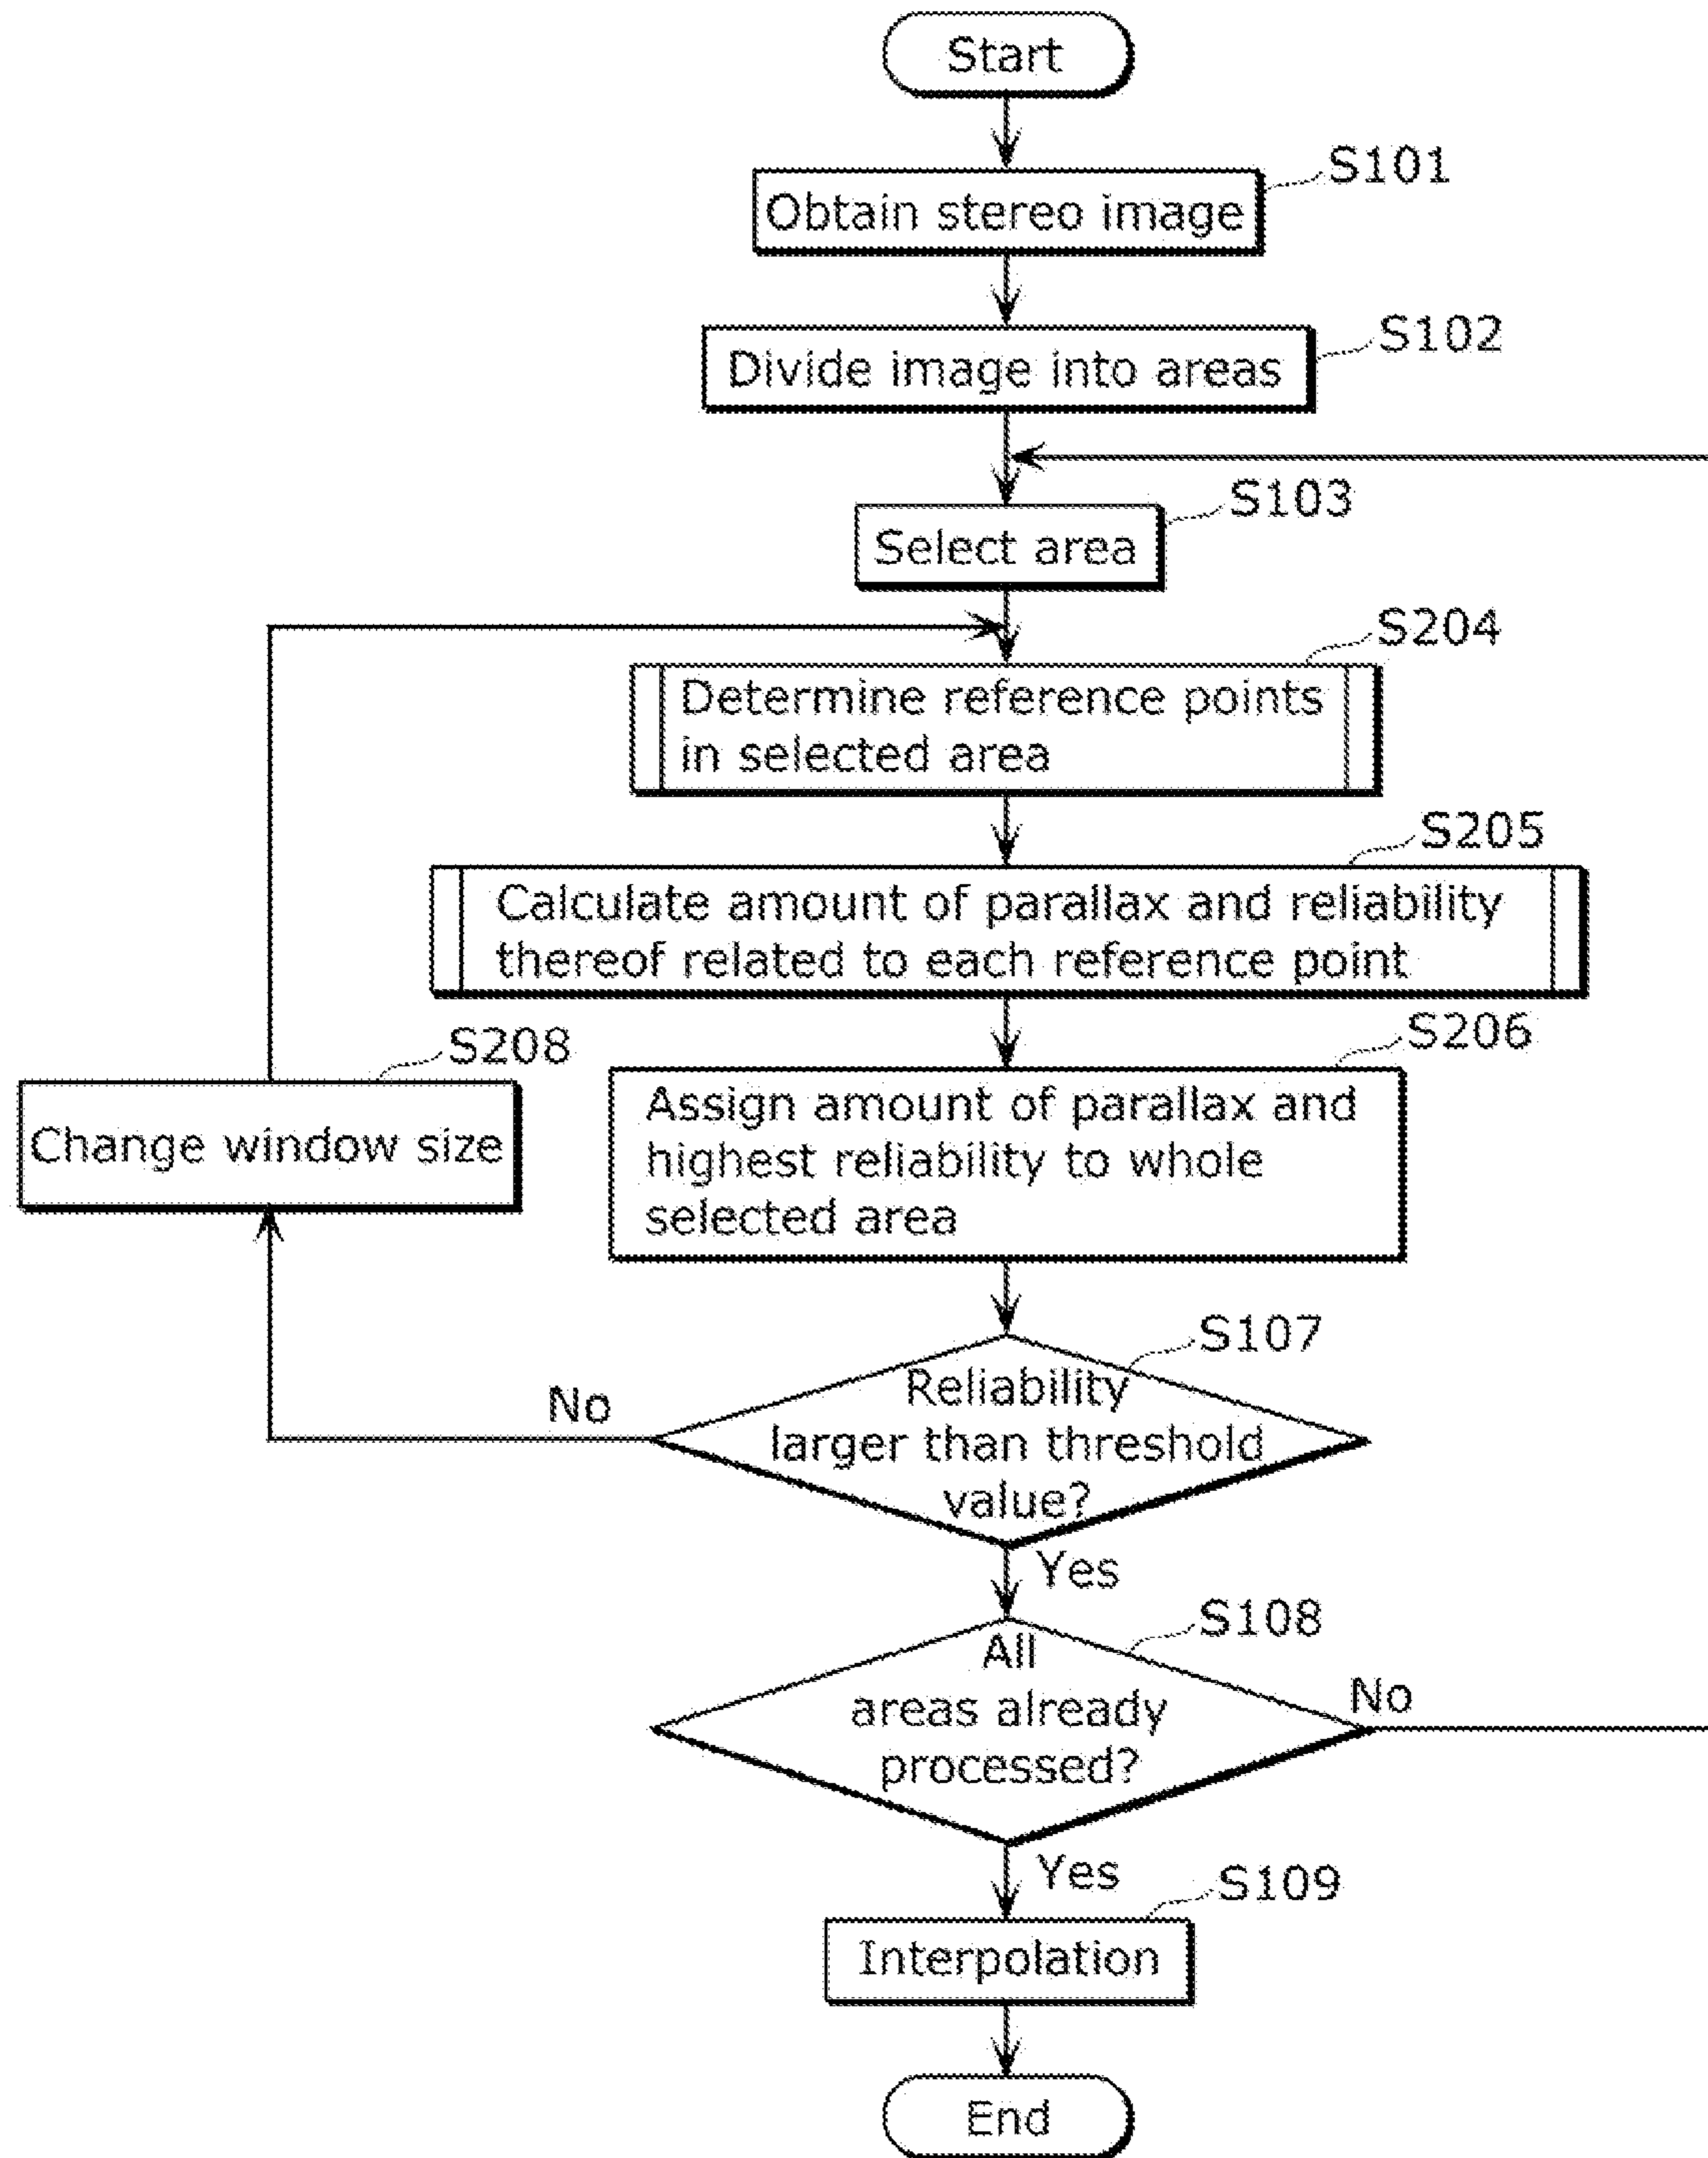 Start
S101
Obtain stereo image
S102
Divide image into areas
S103
Select area
S204
Determine reference points
in selected area
S205
Calculate amount of parallax and reliability
thereof related to each reference point
S206
Assign amount of parallax and
highest reliability to whole
selected area
S208
Change window size
S107
Reliability
larger than threshold
value?
No
Yes
S108
All
areas already
processed?
No
Yes
S109
Interpolation
End